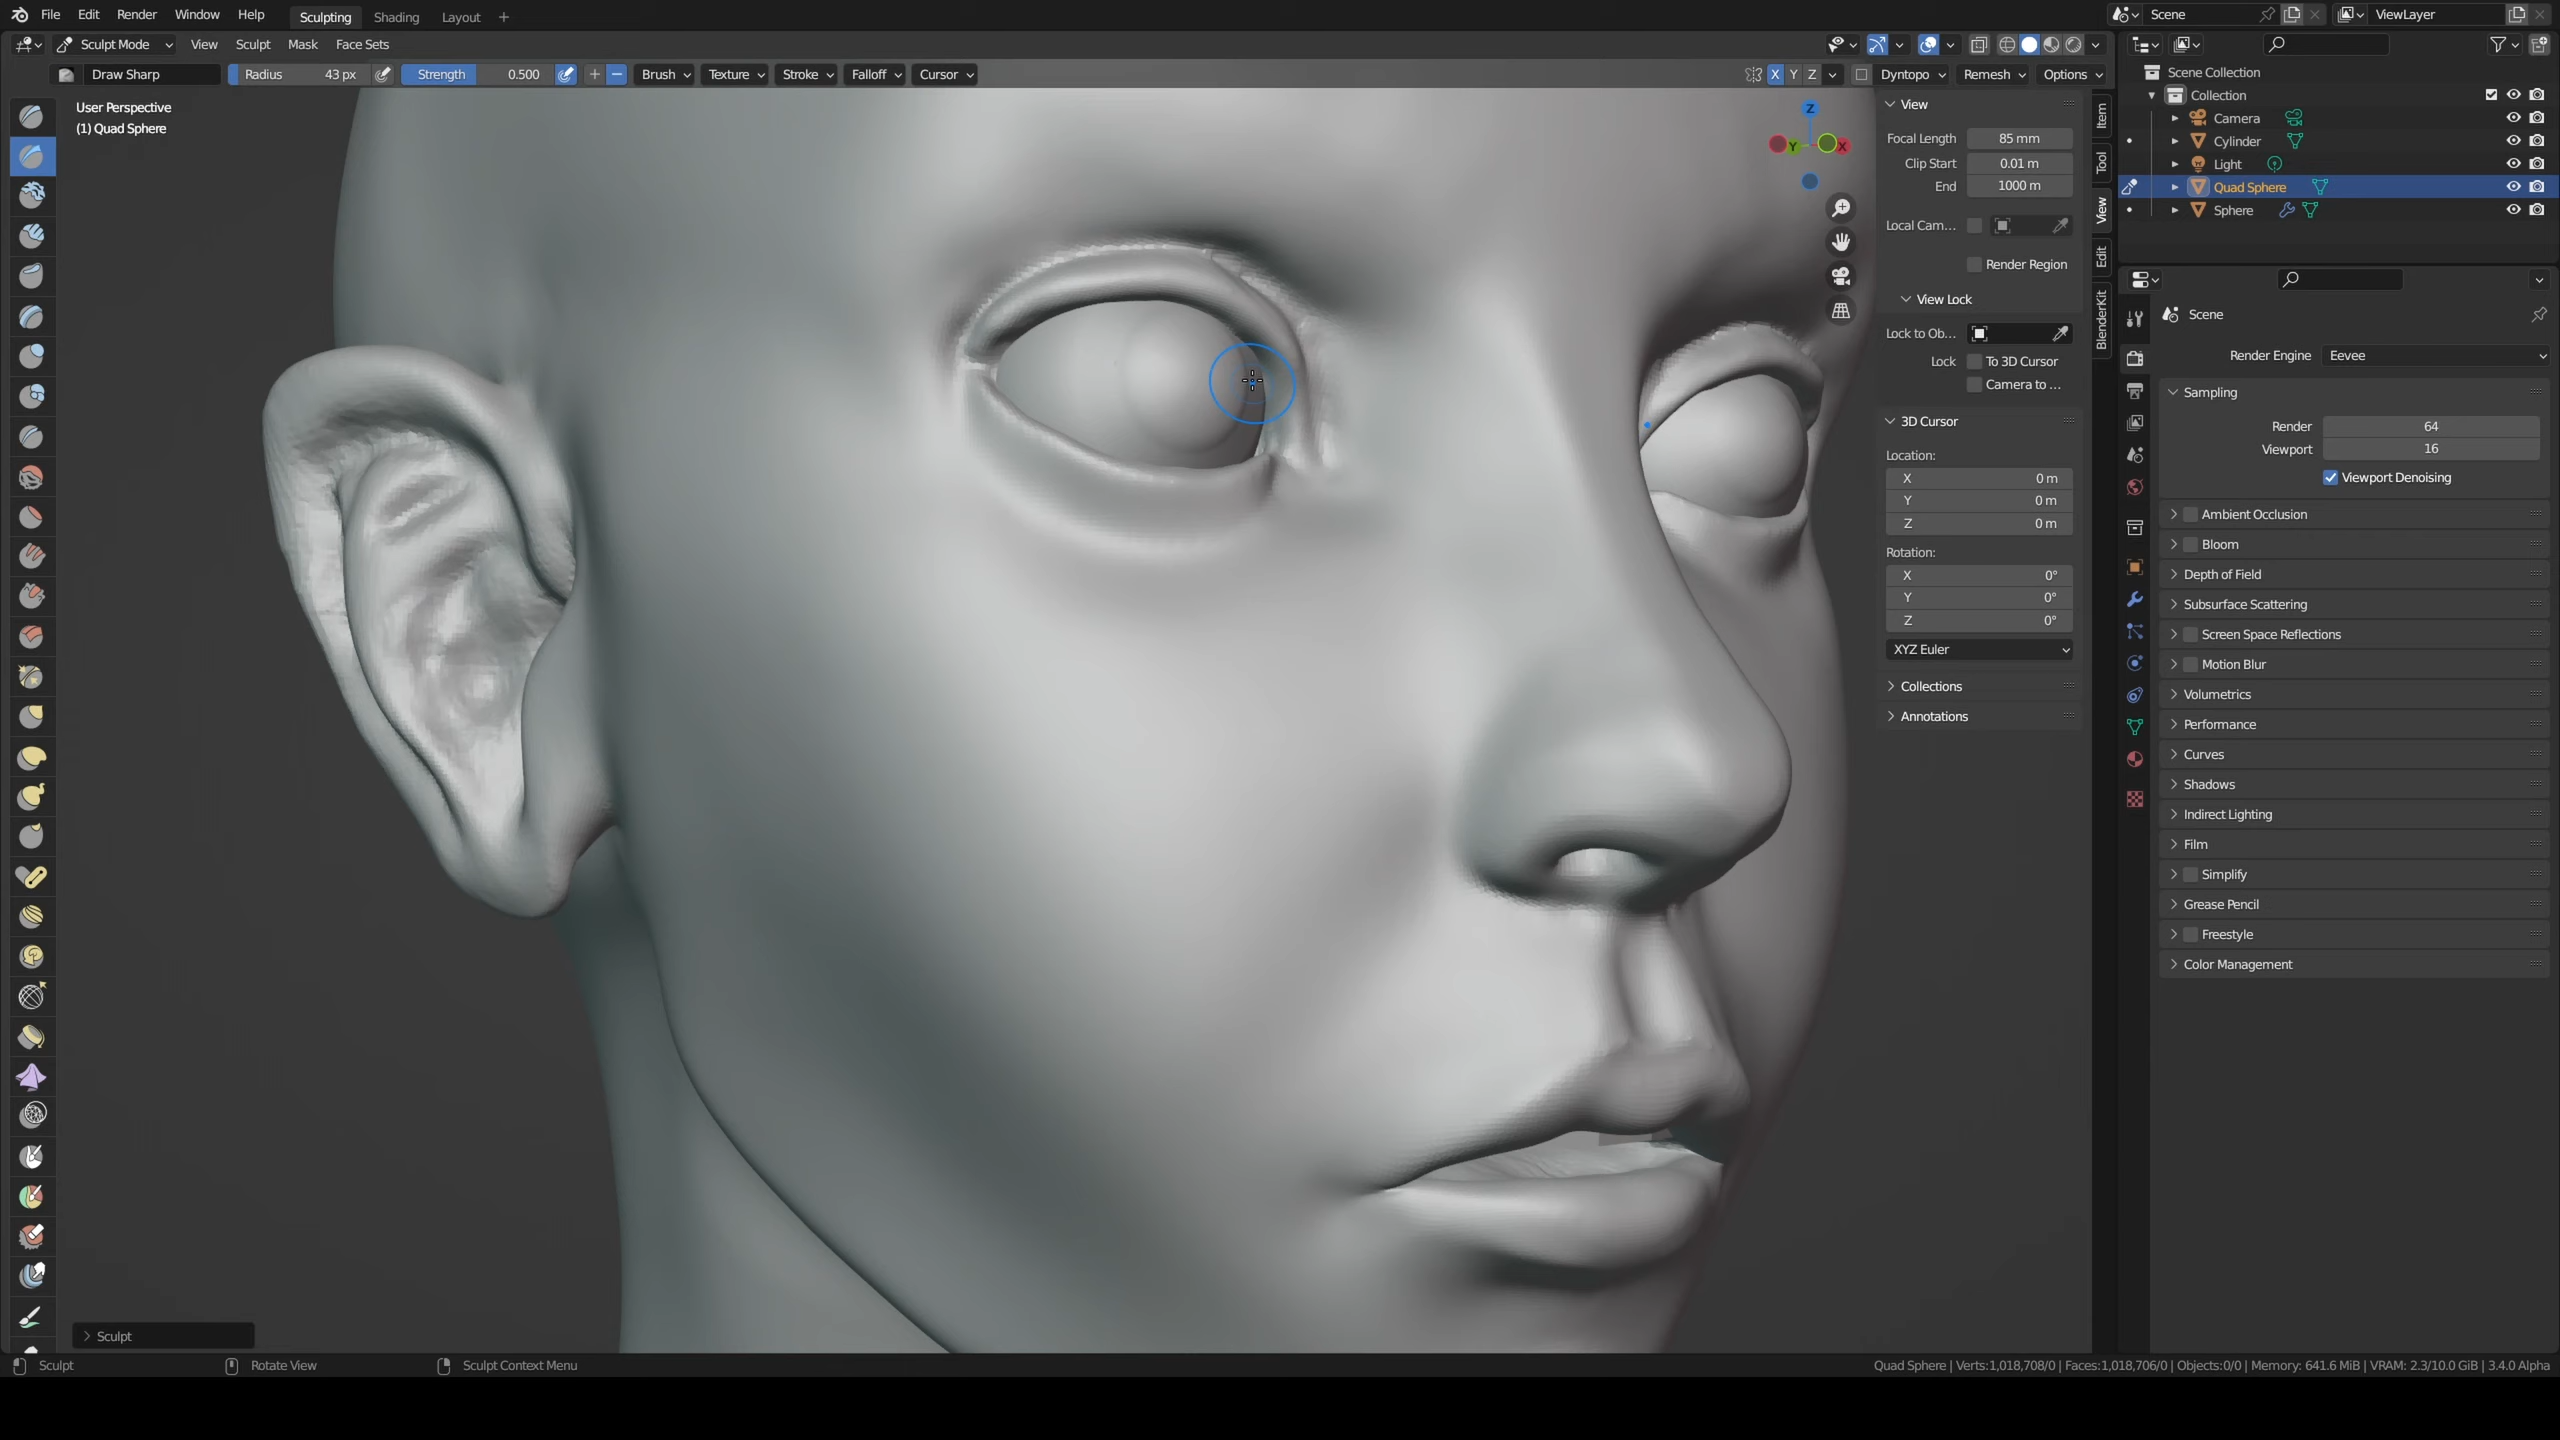 File Edit Render Window Help Sculpting Shading Layout + Scene ViewLayer
Sculpt Mode View Sculpt Mask Face Sets
Draw Sharp Radius 43 px Strength 0.500 Brush Texture Stroke Falloff Cursor X Y Z Dyntopo Remesh Options
User Perspective
(1) Quad Sphere
Z
Y X
View
Focal Length 85 mm
Clip Start 0.01 m
End 1000 m
Local Cam...
Render Region
View Lock
Lock to Ob...
Lock To 3D Cursor
Camera to ...
3D Cursor
Location:
X 0 m
Y 0 m
Z 0 m
Rotation:
X 0°
Y 0°
Z 0°
XYZ Euler
Collections
Annotations
Item
Tool
View
Edit
BlenderKit
Scene Collection
Collection
Camera
Cylinder
Light
Quad Sphere
Sphere
Scene
Render Engine Eevee
Sampling
Render 64
Viewport 16
Viewport Denoising
Ambient Occlusion
Bloom
Depth of Field
Subsurface Scattering
Screen Space Reflections
Motion Blur
Volumetrics
Performance
Curves
Shadows
Indirect Lighting
Film
Simplify
Grease Pencil
Freestyle
Color Management
Sculpt
Sculpt Rotate View Sculpt Context Menu Quad Sphere | Verts:1,018,708/0 | Faces:1,018,706/0 | Objects:0/0 | Memory: 641.6 MiB | VRAM: 2.3/10.0 GiB | 3.4.0 Alpha